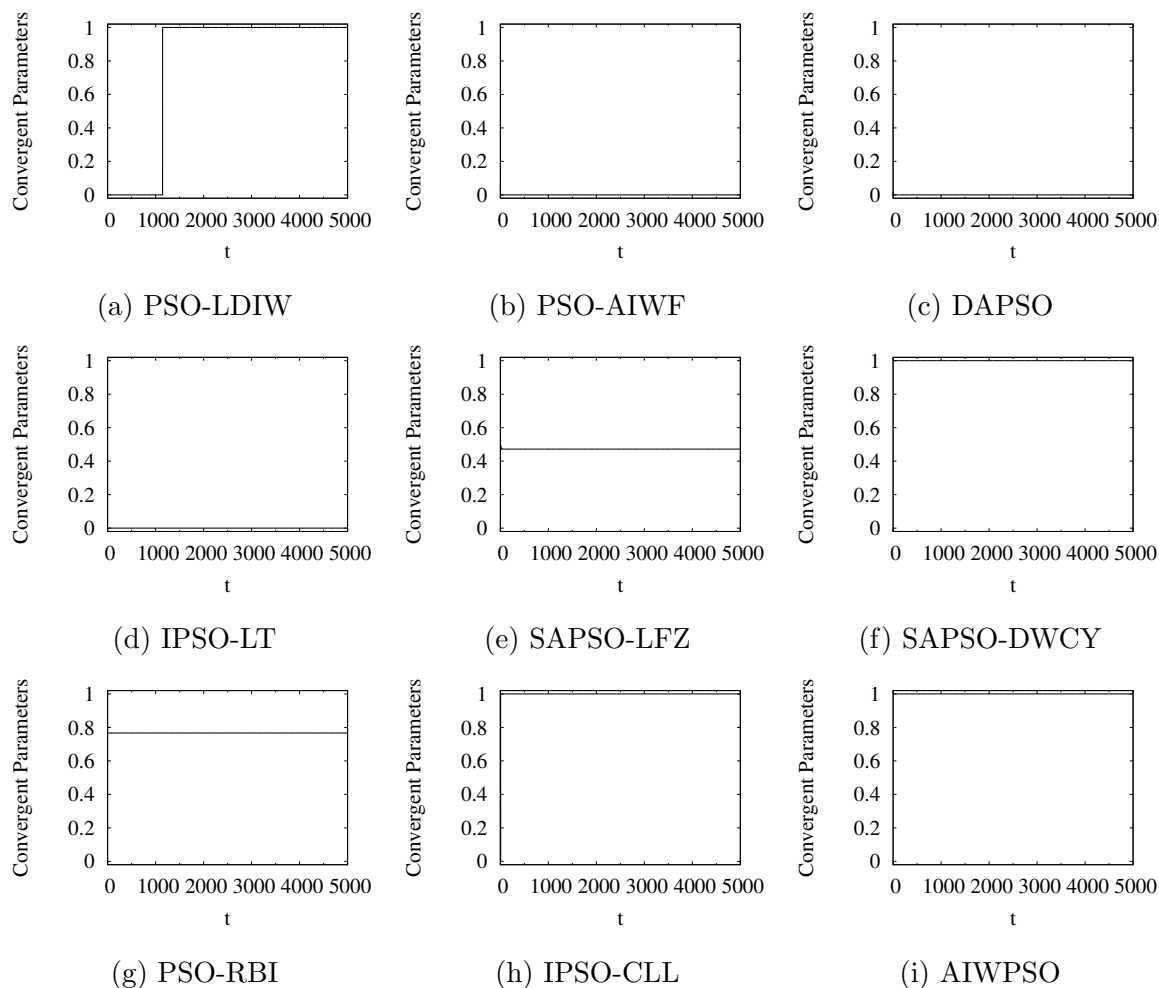 Convergent Parameters
1
0.8
0.6
0.4
0.2
0
0 1000 2000 3000 4000 5000
t
(a) PSO-LDIW
Convergent Parameters
1
0.8
0.6
0.4
0.2
0
0 1000 2000 3000 4000 5000
t
(b) PSO-AIWF
Convergent Parameters
1
0.8
0.6
0.4
0.2
0
0 1000 2000 3000 4000 5000
t
(c) DAPSO
Convergent Parameters
1
0.8
0.6
0.4
0.2
0
0 1000 2000 3000 4000 5000
t
(d) IPSO-LT
Convergent Parameters
1
0.8
0.6
0.4
0.2
0
0 1000 2000 3000 4000 5000
t
(e) SAPSO-LFZ
Convergent Parameters
1
0.8
0.6
0.4
0.2
0
0 1000 2000 3000 4000 5000
t
(f) SAPSO-DWCY
Convergent Parameters
1
0.8
0.6
0.4
0.2
0
0 1000 2000 3000 4000 5000
t
(g) PSO-RBI
Convergent Parameters
1
0.8
0.6
0.4
0.2
0
0 1000 2000 3000 4000 5000
t
(h) IPSO-CLL
Convergent Parameters
1
0.8
0.6
0.4
0.2
0
0 1000 2000 3000 4000 5000
t
(i) AIWPSO